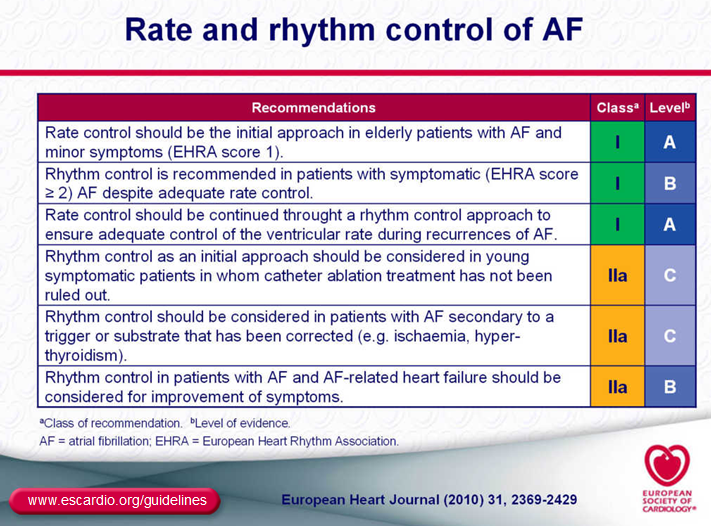 Rate and rhythm control of AF
Recommendations Classa Levelb
Rate control should be the initial approach in elderly patients with AF and
minor symptoms (EHRA score 1).
I A
Rhythm control is recommended in patients with symptomatic (EHRA score
≥ 2) AF despite adequate rate control.
I B
Rate control should be continued throught a rhythm control approach to
ensure adequate control of the ventricular rate during recurrences of AF.
I A
Rhythm control as an initial approach should be considered in young
symptomatic patients in whom catheter ablation treatment has not been
ruled out.
IIa C
Rhythm control should be considered in patients with AF secondary to a
trigger or substrate that has been corrected (e.g. ischaemia, hyper-
thyroidism).
IIa C
Rhythm control in patients with AF and AF-related heart failure should be
considered for improvement of symptoms.
IIa B
aClass of recommendation. bLevel of evidence.
AF = atrial fibrillation; EHRA = European Heart Rhythm Association.
www.escardio.org/guidelines
European Heart Journal (2010) 31, 2369-2429
EUROPEAN
SOCIETY OF
CARDIOLOGY®